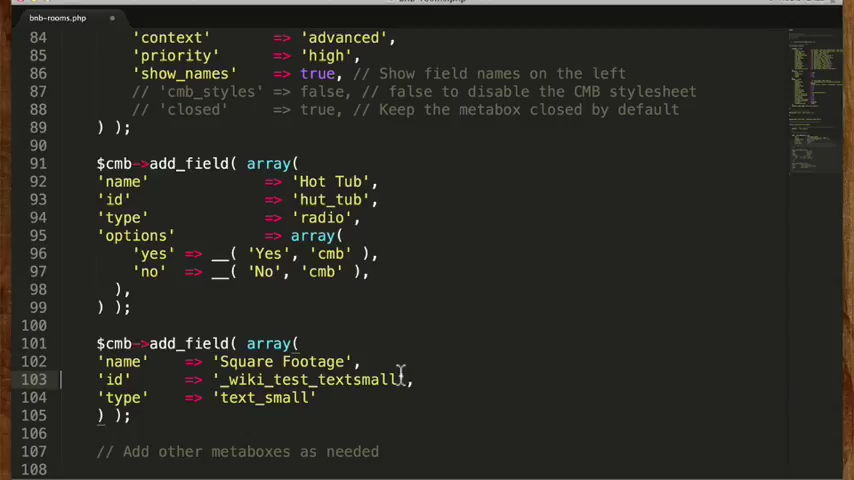 bnb-rooms.php
bnb-rooms.php
84 'context' => 'advanced',
85 'priority' => 'high',
86 'show_names' => true, // Show field names on the left
87 // 'cmb_styles' => false, // false to disable the CMB stylesheet
88 // 'closed' => true, // Keep the metabox closed by default
89 ) );
90
91 $cmb->add_field( array(
92 'name' => 'Hot Tub',
93 'id' => 'hut_tub',
94 'type' => 'radio',
95 'options' => array(
96 'yes' => __( 'Yes', 'cmb' ),
97 'no' => __( 'No', 'cmb' ),
98 ),
99 ) );
100
101 $cmb->add_field( array(
102 'name' => 'Square Footage',
103 'id' => '_wiki_test_textsmall',
104 'type' => 'text_small'
105 ) );
106
107 // Add other metaboxes as needed
108